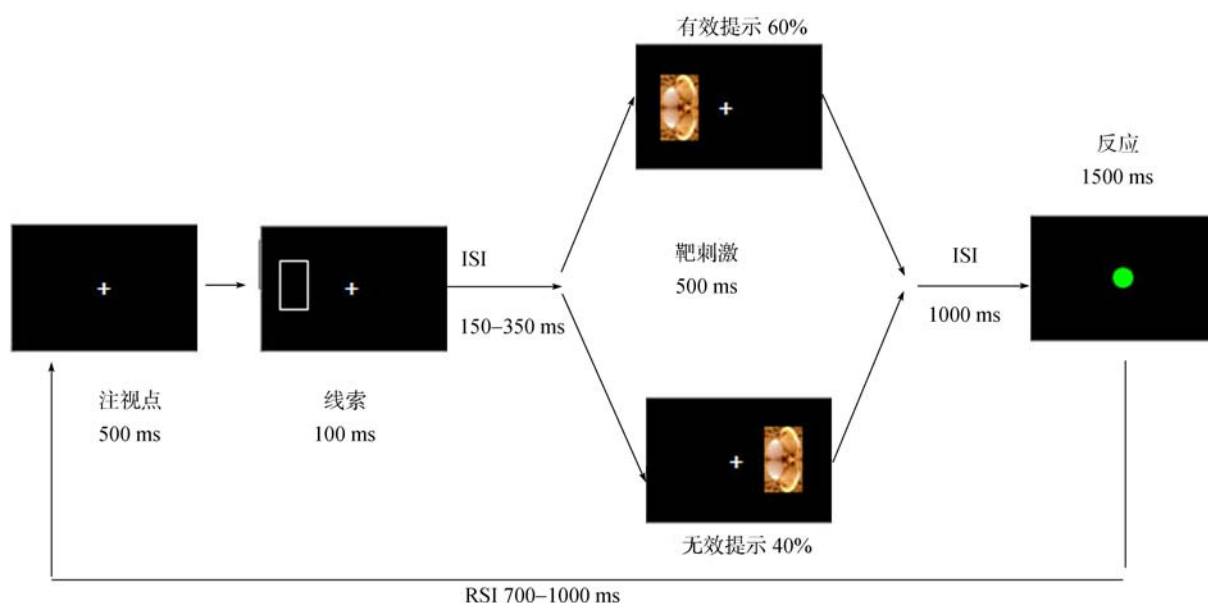 有效提示 60%
反应
1500 ms
ISI
150–350 ms
靶刺激
500 ms
ISI
1000 ms
注视点
500 ms
线索
100 ms
无效提示 40%
RSI 700–1000 ms